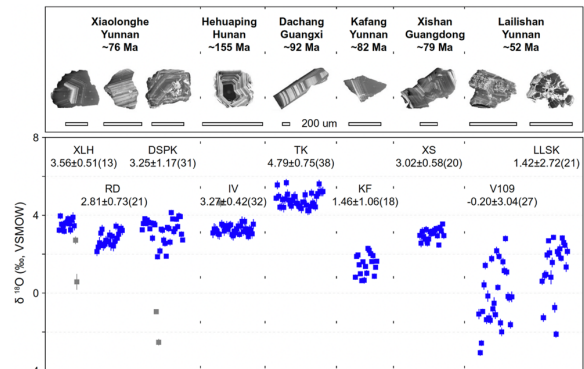 Xiaolonghe
Yunnan
~76 Ma
Hehuaping
Hunan
~155 Ma
Dachang
Guangxi
~92 Ma
Kafang
Yunnan
~82 Ma
Xishan
Guangdong
~79 Ma
Lailishan
Yunnan
~52 Ma
200 um
8
XLH
3.56±0.51(13)
DSPK
3.25±1.17(31)
TK
4.79±0.75(38)
XS
3.02±0.58(20)
LLSK
1.42±2.72(21)
RD
2.81±0.73(21)
IV
3.27±0.42(32)
KF
1.46±1.06(18)
V109
-0.20±3.04(27)
4
0
δ ¹⁸O (‰, VSMOW)